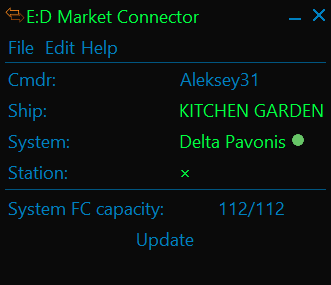 E:D Market Connector
File Edit Help
Cmdr: Aleksey31
Ship: KITCHEN GARDEN
System: Delta Pavonis
Station: ×
System FC capacity: 112/112
Update